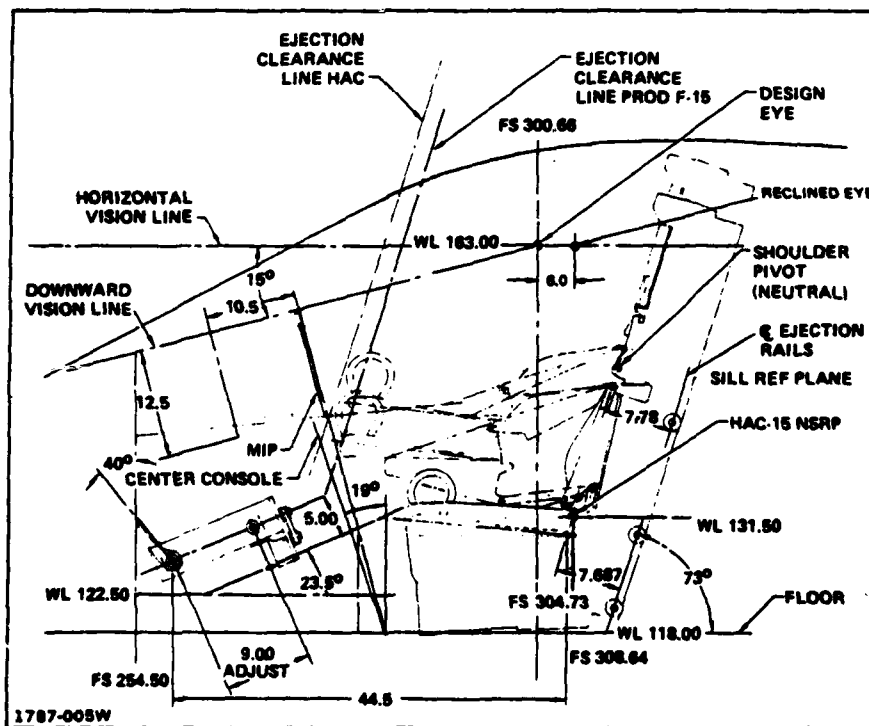 EJECTION
CLEARANCE
LINE HAC
EJECTION
CLEARANCE
LINE PROD F-15
DESIGN
EYE
FS 300.66
HORIZONTAL
VISION LINE
WL 163.00
RECLINED EYE
6.0
SHOULDER
PIVOT
(NEUTRAL)
15°
10.5
DOWNWARD
VISION LINE
℄ EJECTION
RAILS
SILL REF PLANE
12.5
7.78
HAC-15 NSRP
MIP
CENTER CONSOLE
40°
19°
5.00
WL 131.50
23.5°
7.667
73°
WL 122.50
FS 304.73
FLOOR
WL 118.00
9.00
ADJUST
FS 254.50
FS 308.64
44.5
1787-005W